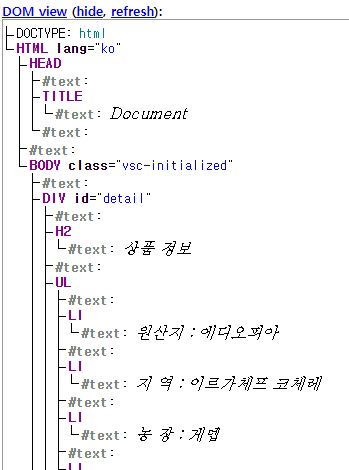 DOM view (hide, refresh):
DOCTYPE: html
HTML lang="ko"
HEAD
#text:
TITLE
#text: Document
#text:
#text:
BODY class="vsc-initialized"
#text:
DIV id="detail"
#text:
H2
#text: 상품 정보
#text:
UL
#text:
LI
#text: 원산지 : 에디오피아
#text:
LI
#text: 지 역 : 이르가체프 코체레
#text:
LI
#text: 농 장 : 게뎁
#text:
LI